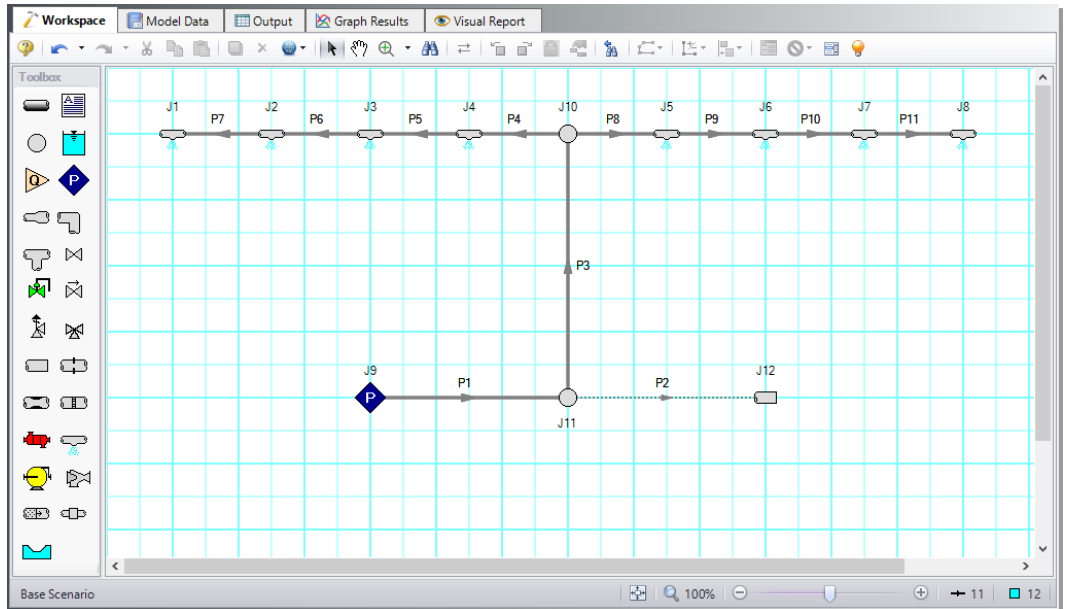 Workspace Model Data Output Graph Results Visual Report
Toolbox
J1 J2 J3 J4 J10 J5 J6 J7 J8
P7 P6 P5 P4 P8 P9 P10 P11
Q P
P3
J9 J12
P1 P2
P
J11
Base Scenario 100% 11 12